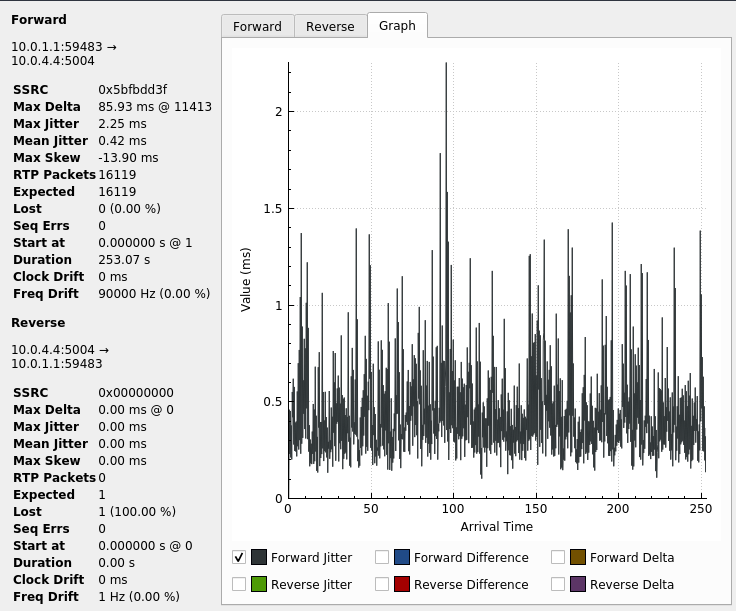 Forward
10.0.1.1:59483 →
10.0.4.4:5004
SSRC 0x5bfbdd3f
Max Delta 85.93 ms @ 11413
Max Jitter 2.25 ms
Mean Jitter 0.42 ms
Max Skew -13.90 ms
RTP Packets 16119
Expected 16119
Lost 0 (0.00 %)
Seq Errs 0
Start at 0.000000 s @ 1
Duration 253.07 s
Clock Drift 0 ms
Freq Drift 90000 Hz (0.00 %)
Reverse
10.0.4.4:5004 →
10.0.1.1:59483
SSRC 0x00000000
Max Delta 0.00 ms @ 0
Max Jitter 0.00 ms
Mean Jitter 0.00 ms
Max Skew 0.00 ms
RTP Packets 0
Expected 1
Lost 1 (100.00 %)
Seq Errs 0
Start at 0.000000 s @ 0
Duration 0.00 s
Clock Drift 0 ms
Freq Drift 1 Hz (0.00 %)
Forward Reverse Graph
2
1.5
1
0.5
0
Value (ms)
0 50 100 150 200 250
Arrival Time
Forward Jitter Forward Difference Forward Delta
Reverse Jitter Reverse Difference Reverse Delta